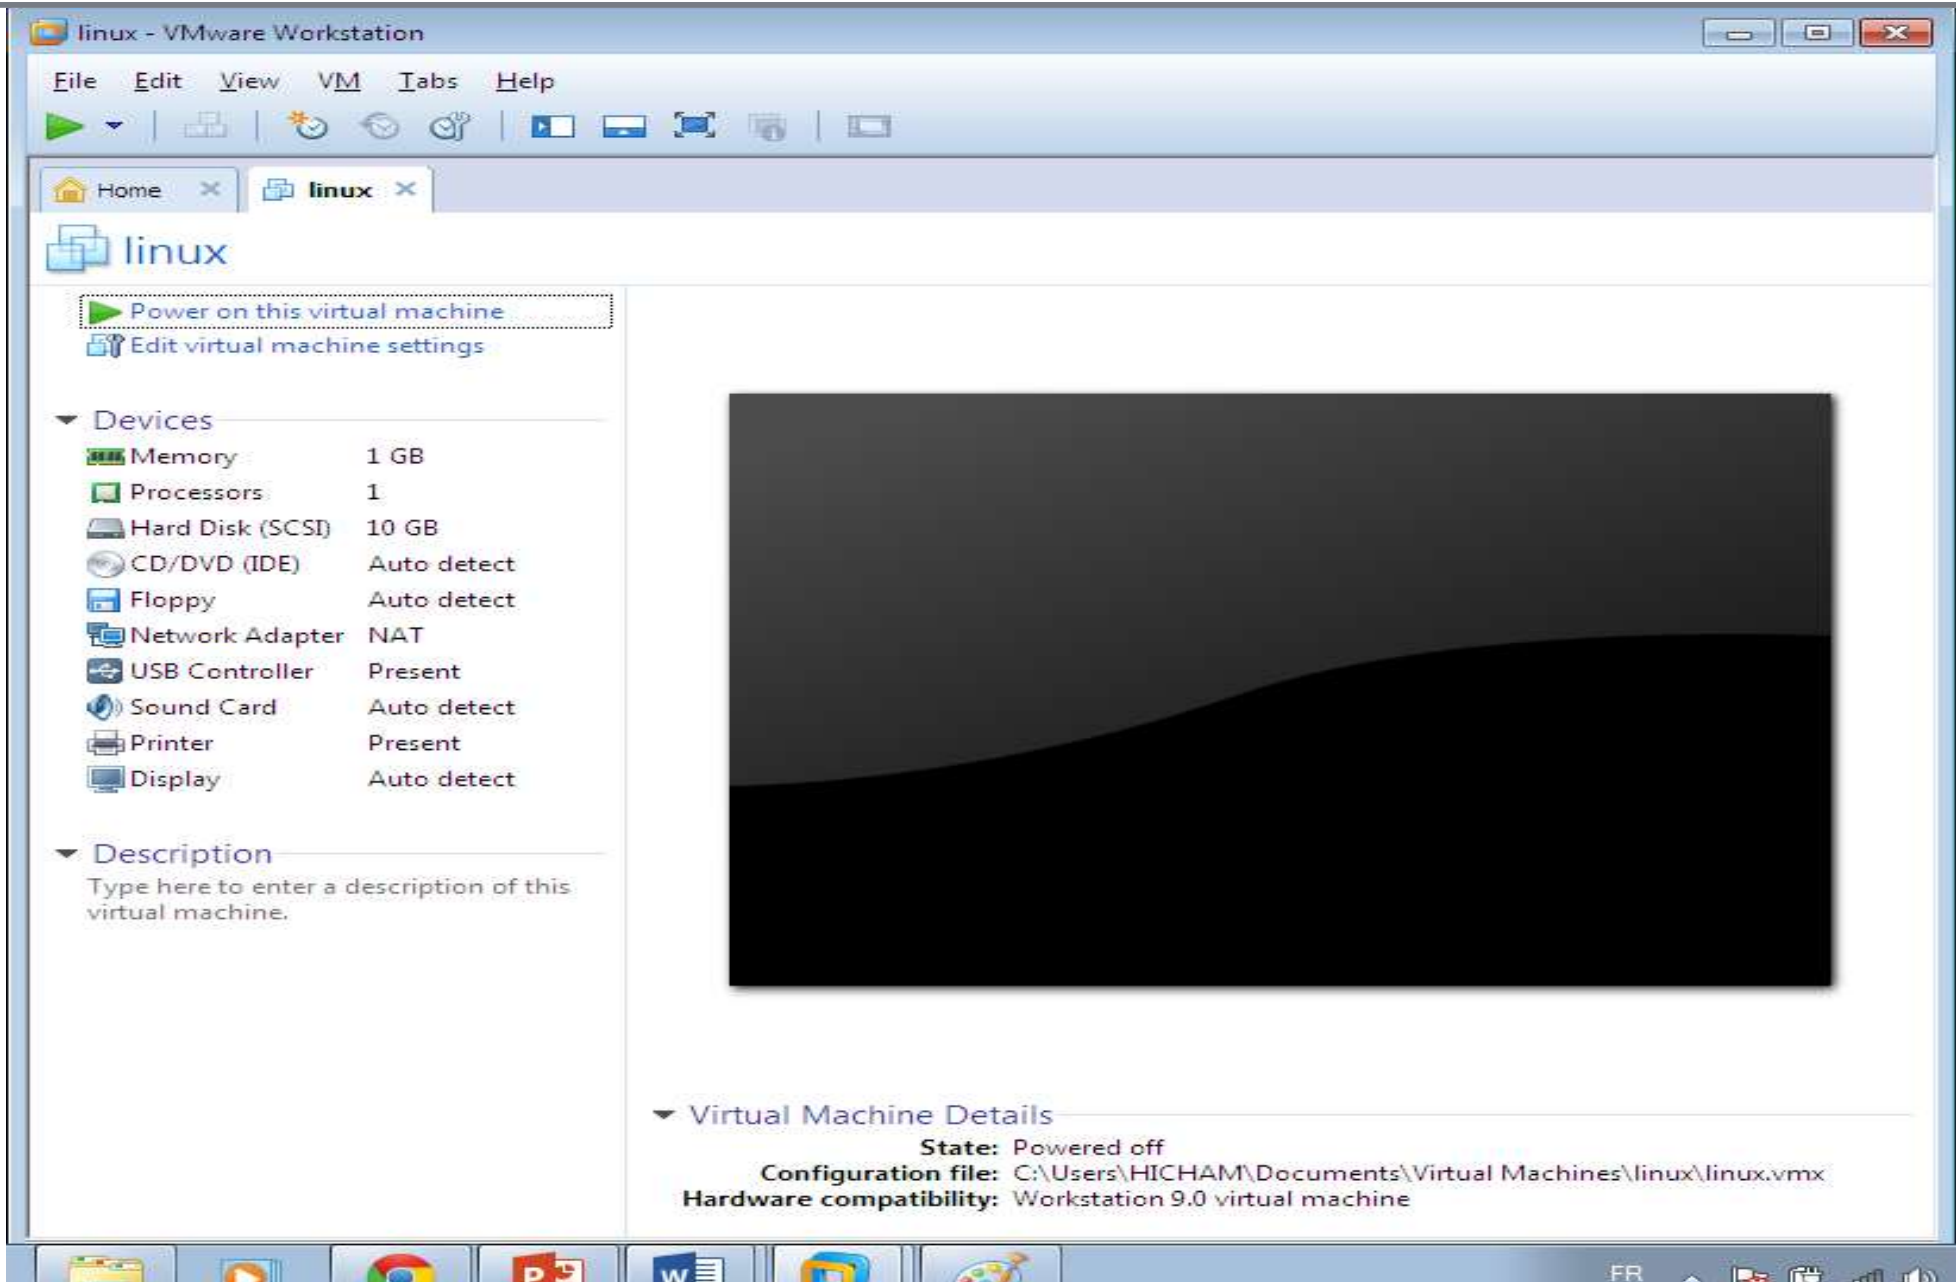 linux - VMware Workstation
File Edit View VM Tabs Help
Home linux
linux
Power on this virtual machine
Edit virtual machine settings
Devices
Memory 1 GB
Processors 1
Hard Disk (SCSI) 10 GB
CD/DVD (IDE) Auto detect
Floppy Auto detect
Network Adapter NAT
USB Controller Present
Sound Card Auto detect
Printer Present
Display Auto detect
Description
Type here to enter a description of this
virtual machine.
Virtual Machine Details
State: Powered off
Configuration file: C:\Users\HICHAM\Documents\Virtual Machines\linux\linux.vmx
Hardware compatibility: Workstation 9.0 virtual machine
FR